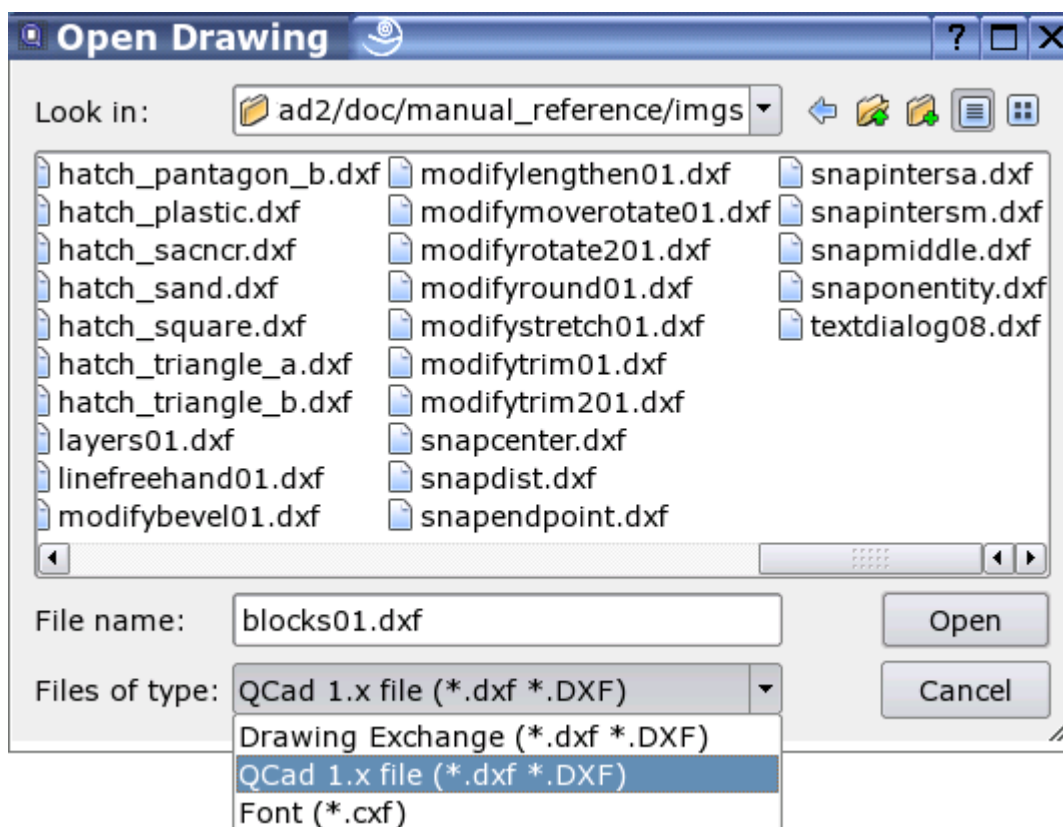 Open Drawing
Look in: ad2/doc/manual_reference/imgs
hatch_pantagon_b.dxf modifylengthen01.dxf snapintersa.dxf
hatch_plastic.dxf modifymoverotate01.dxf snapintersm.dxf
hatch_sacncr.dxf modifyrotate201.dxf snapmiddle.dxf
hatch_sand.dxf modifyround01.dxf snaponentity.dxf
hatch_square.dxf modifystretch01.dxf textdialog08.dxf
hatch_triangle_a.dxf modifytrim01.dxf
hatch_triangle_b.dxf modifytrim201.dxf
layers01.dxf snapcenter.dxf
linefreehand01.dxf snapdist.dxf
modifybevel01.dxf snapendpoint.dxf
File name: blocks01.dxf Open
Files of type: QCad 1.x file (*.dxf *.DXF) Cancel
Drawing Exchange (*.dxf *.DXF)
QCad 1.x file (*.dxf *.DXF)
Font (*.cxf)